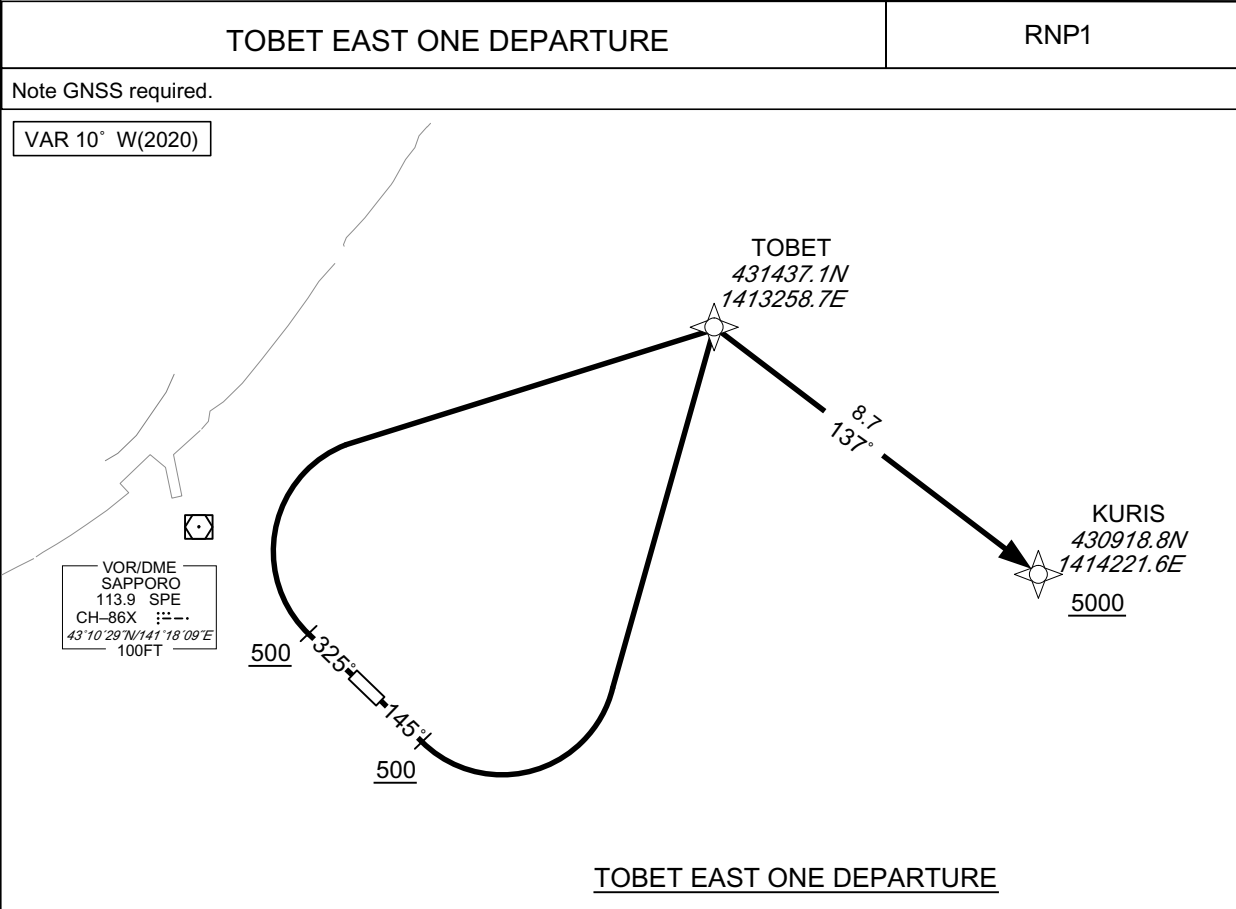 TOBET EAST ONE DEPARTURE
RNP1
Note GNSS required.
VAR 10° W(2020)
TOBET
431437.1N
1413258.7E
8.7
137°
KURIS
430918.8N
1414221.6E
5000
VOR/DME
SAPPORO
113.9 SPE
CH–86X
43°10'29"N/141°18'09"E
100FT
500
325°
145°
500
TOBET EAST ONE DEPARTURE